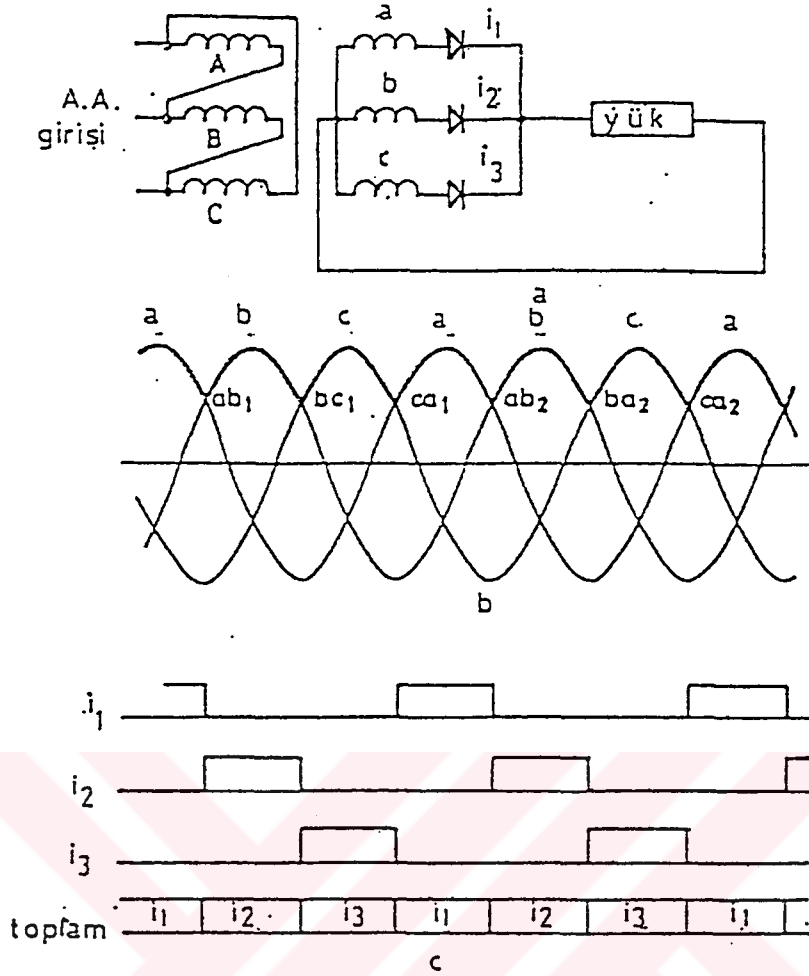 a
i₁
A
b
i₂
A.A.
girişi
B
yük
c
i₃
C
a
a b c a b c a
ab₁ bc₁ ca₁ ab₂ ba₂ ca₂
b
i₁
i₂
i₃
toplam i₁ i₂ i₃ i₁ i₂ i₃ i₁
c